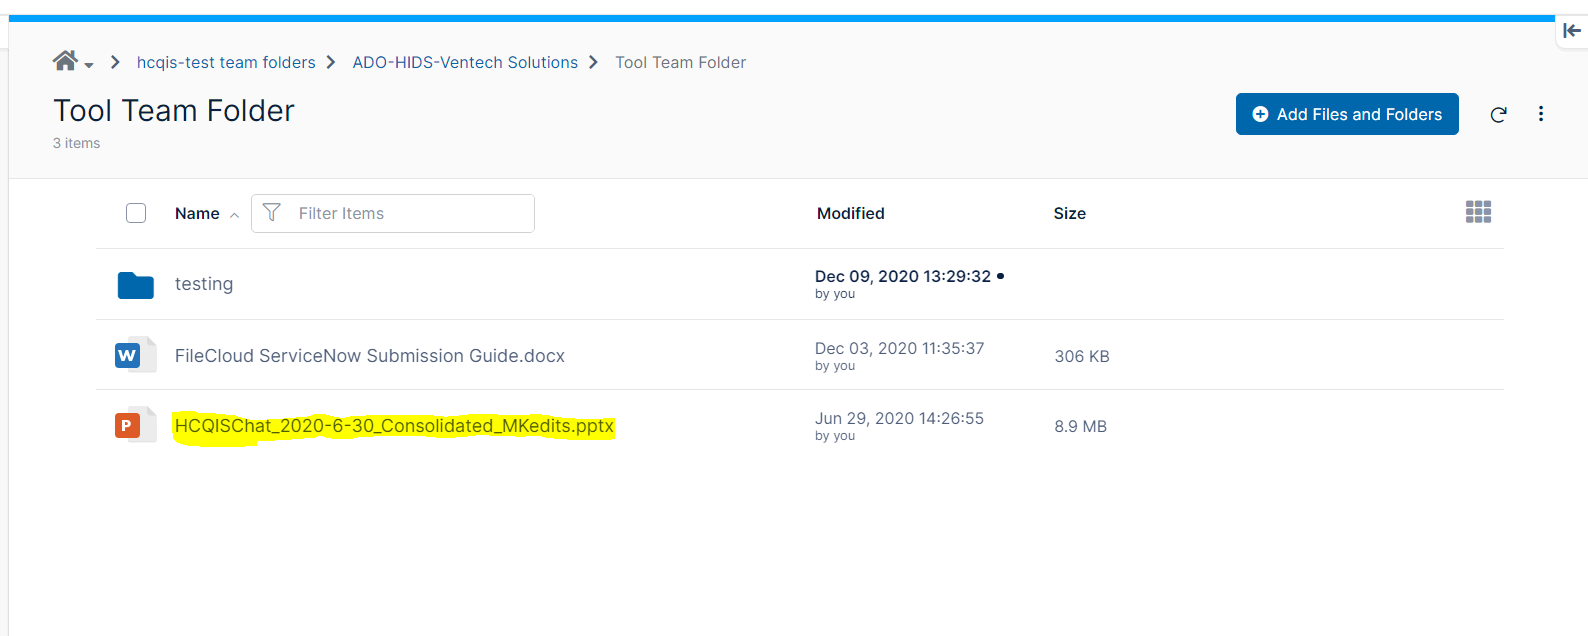 hcqis-test team folders > ADO-HIDS-Ventech Solutions > Tool Team Folder
Tool Team Folder
3 items
Add Files and Folders
Name Filter Items Modified Size
testing Dec 09, 2020 13:29:32
by you
W FileCloud ServiceNow Submission Guide.docx Dec 03, 2020 11:35:37 306 KB
by you
P HCQISChat_2020-6-30_Consolidated_MKedits.pptx Jun 29, 2020 14:26:55 8.9 MB
by you